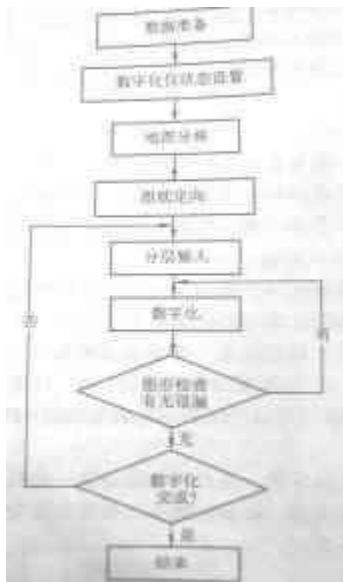 数据准备
数字化仪状态设置
地图分层
图纸定向
分层输入
数字化
否
有
图形检查
有无错漏
无
数字化
完成?
是
结束